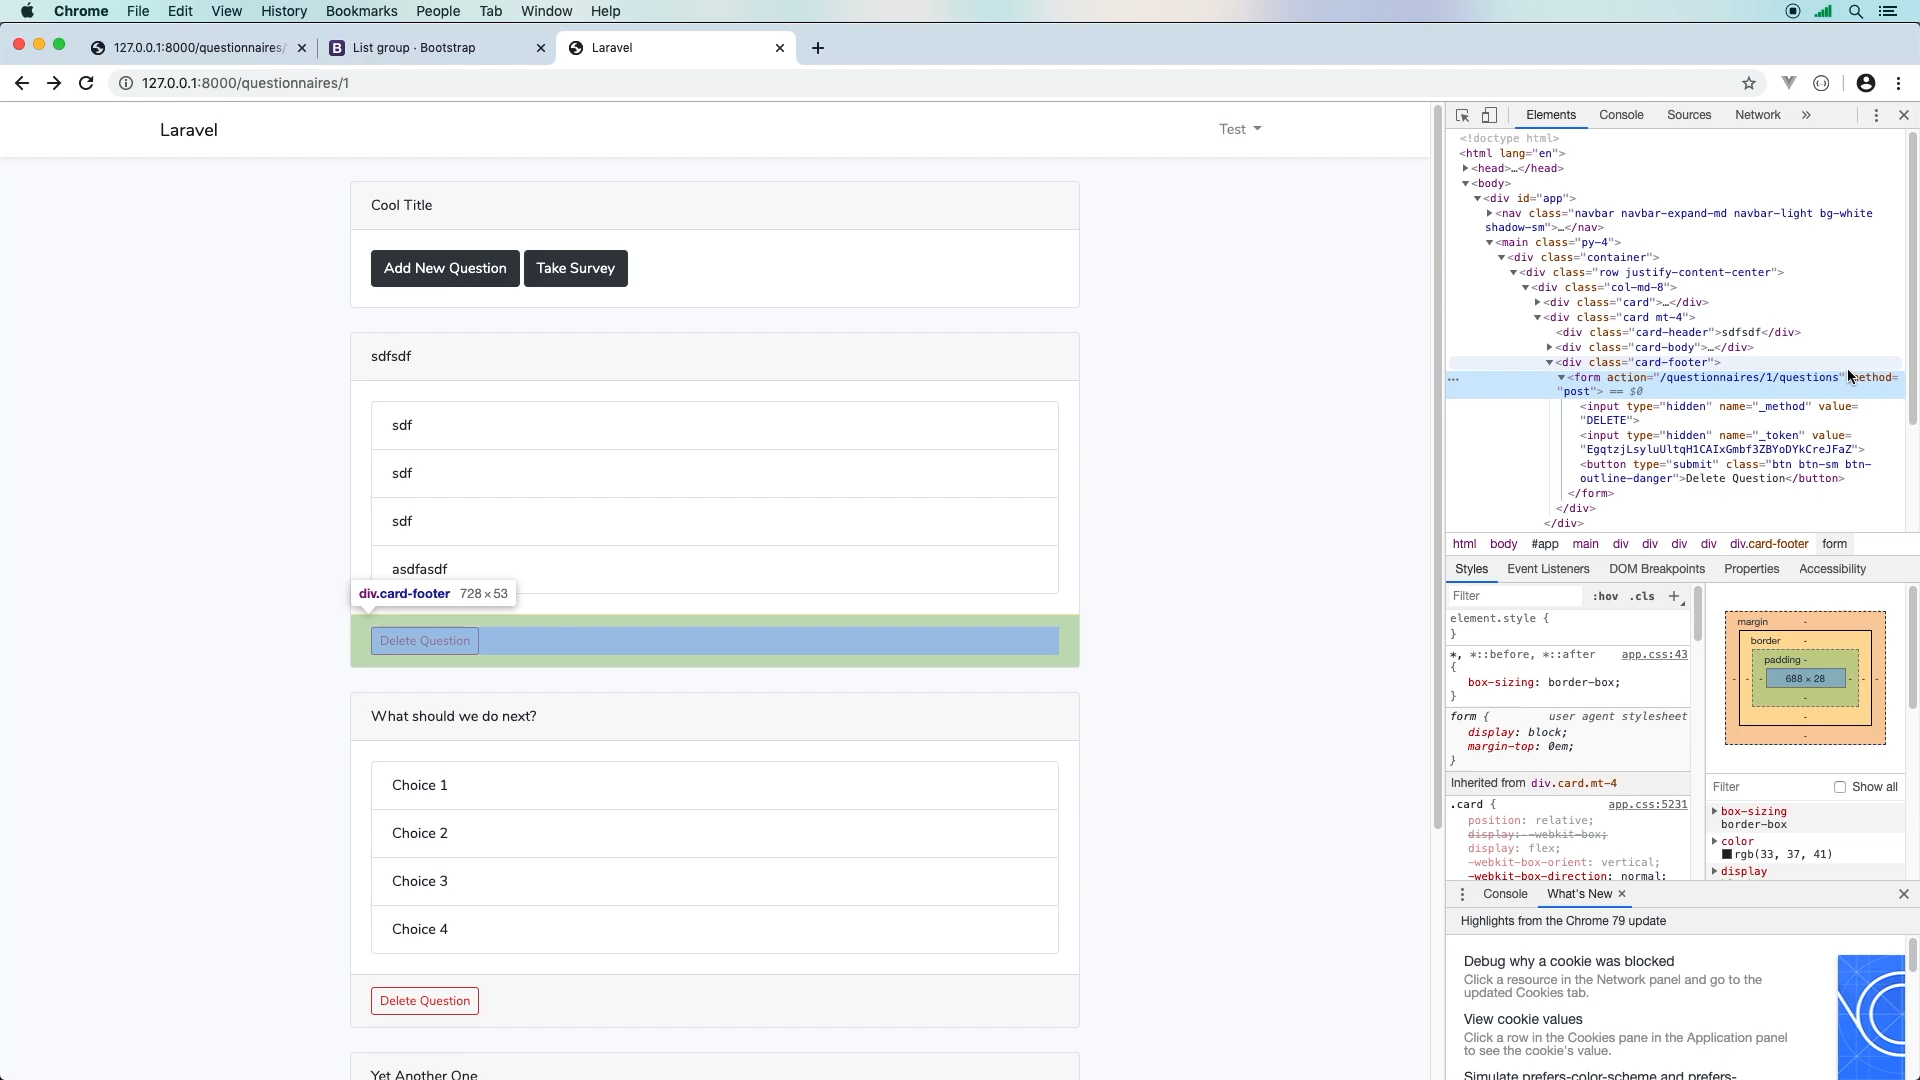 Chrome File Edit View History Bookmarks People Tab Window Help
127.0.0.1:8000/questionnaires/
List group · Bootstrap
Laravel
127.0.0.1:8000/questionnaires/1
Laravel
Test
Cool Title
Add New Question
Take Survey
sdfsdf
sdf
sdf
sdf
asdfasdf
div.card-footer 728 × 53
Delete Question
What should we do next?
Choice 1
Choice 2
Choice 3
Choice 4
Delete Question
Yet Another One
Elements Console Sources Network »
<!doctype html>
<html lang="en">
<head>…</head>
<body>
<div id="app">
<nav class="navbar navbar-expand-md navbar-light bg-white
shadow-sm">…</nav>
<main class="py-4">
<div class="container">
<div class="row justify-content-center">
<div class="col-md-8">
<div class="card">…</div>
<div class="card mt-4">
<div class="card-header">sdfsdf</div>
<div class="card-body">…</div>
<div class="card-footer">
<form action="/questionnaires/1/questions" method=
"post"> == $0
<input type="hidden" name="_method" value=
"DELETE">
<input type="hidden" name="_token" value=
"EgqtzjLsyluUltqH1CAIxGmbf3ZBYoDYkCreJFaZ">
<button type="submit" class="btn btn-sm btn-
outline-danger">Delete Question</button>
</form>
</div>
</div>
html body #app main div div div div div.card-footer form
Styles Event Listeners DOM Breakpoints Properties Accessibility
Filter :hov .cls +
element.style {
}
*, *::before, *::after app.css:43
{
box-sizing: border-box;
}
form { user agent stylesheet
display: block;
margin-top: 0em;
}
Inherited from div.card.mt-4
.card { app.css:5231
position: relative;
display: -webkit-box;
display: flex;
-webkit-box-orient: vertical;
-webkit-box-direction: normal;
margin -
border -
padding -
688 × 28
Filter Show all
box-sizing
border-box
color
rgb(33, 37, 41)
display
Console What's New ×
Highlights from the Chrome 79 update
Debug why a cookie was blocked
Click a resource in the Network panel and go to the
updated Cookies tab.
View cookie values
Click a row in the Cookies pane in the Application panel
to see the cookie's value.
Simulate prefers-color-scheme and prefers-